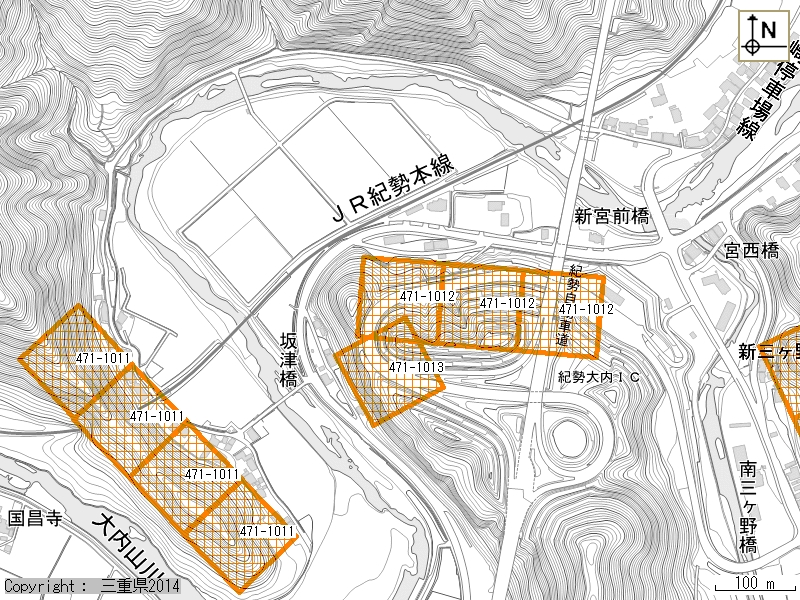 N
停車場線
JR紀勢本線
新宮前橋
宮西橋
紀勢自動車道
471-1012
471-1012
471-1012
坂津橋
471-1011
471-1013
新三ヶ野
紀勢大内IC
471-1011
471-1011
471-1011
南三ヶ野橋
国昌寺
大内山川
Copyright : 三重県2014
100 m